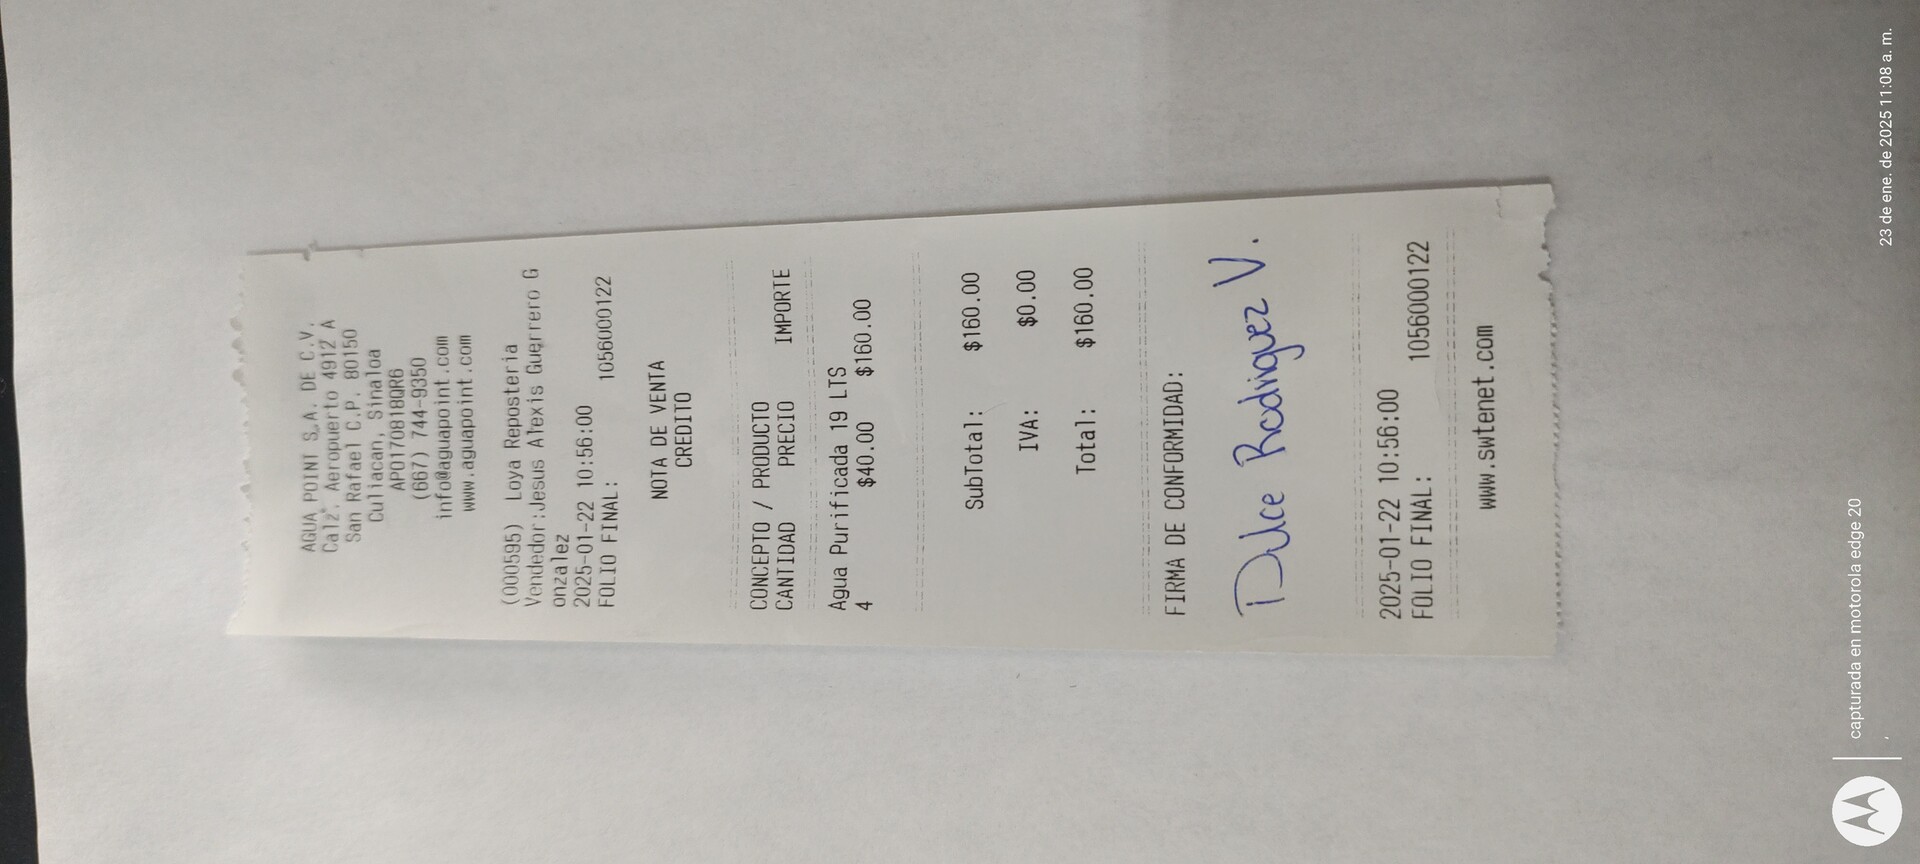 AGUA POINT S.A. DE C.V.
Calz. Aeropuerto 4912 A
San Rafael C.P. 80150
Culiacan, Sinaloa
APO170818QR6
(667) 744-9350
info@aguapoint.com
www.aguapoint.com
(000595) Loya Reposteria
Vendedor:Jesus Alexis Guerrero G
onzalez
2025-01-22 10:56:00
FOLIO FINAL: 1056000122
NOTA DE VENTA
CREDITO
CONCEPTO / PRODUCTO
CANTIDAD PRECIO IMPORTE
Agua Purificada 19 LTS
4 $40.00 $160.00
SubTotal: $160.00
IVA: $0.00
Total: $160.00
FIRMA DE CONFORMIDAD:
Dulce Rodriguez V.
2025-01-22 10:56:00
FOLIO FINAL: 1056000122
www.swtenet.com
capturada en motorola edge 20
23 de ene. de 2025 11:08 a. m.